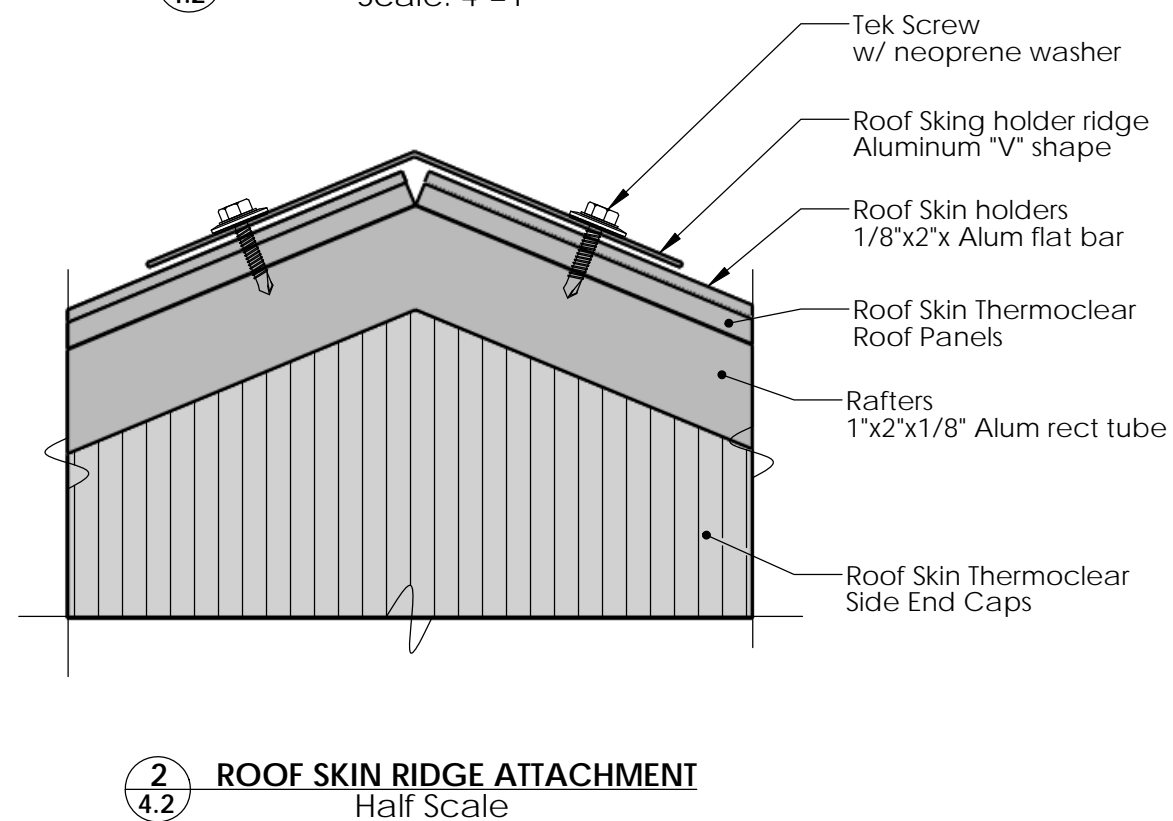 4.2
Scale: 4"=1'
Tek Screw
w/ neoprene washer
Roof Sking holder ridge
Aluminum "V" shape
Roof Skin holders
1/8"x2"x Alum flat bar
Roof Skin Thermoclear
Roof Panels
Rafters
1"x2"x1/8" Alum rect tube
Roof Skin Thermoclear
Side End Caps
2
4.2
ROOF SKIN RIDGE ATTACHMENT
Half Scale